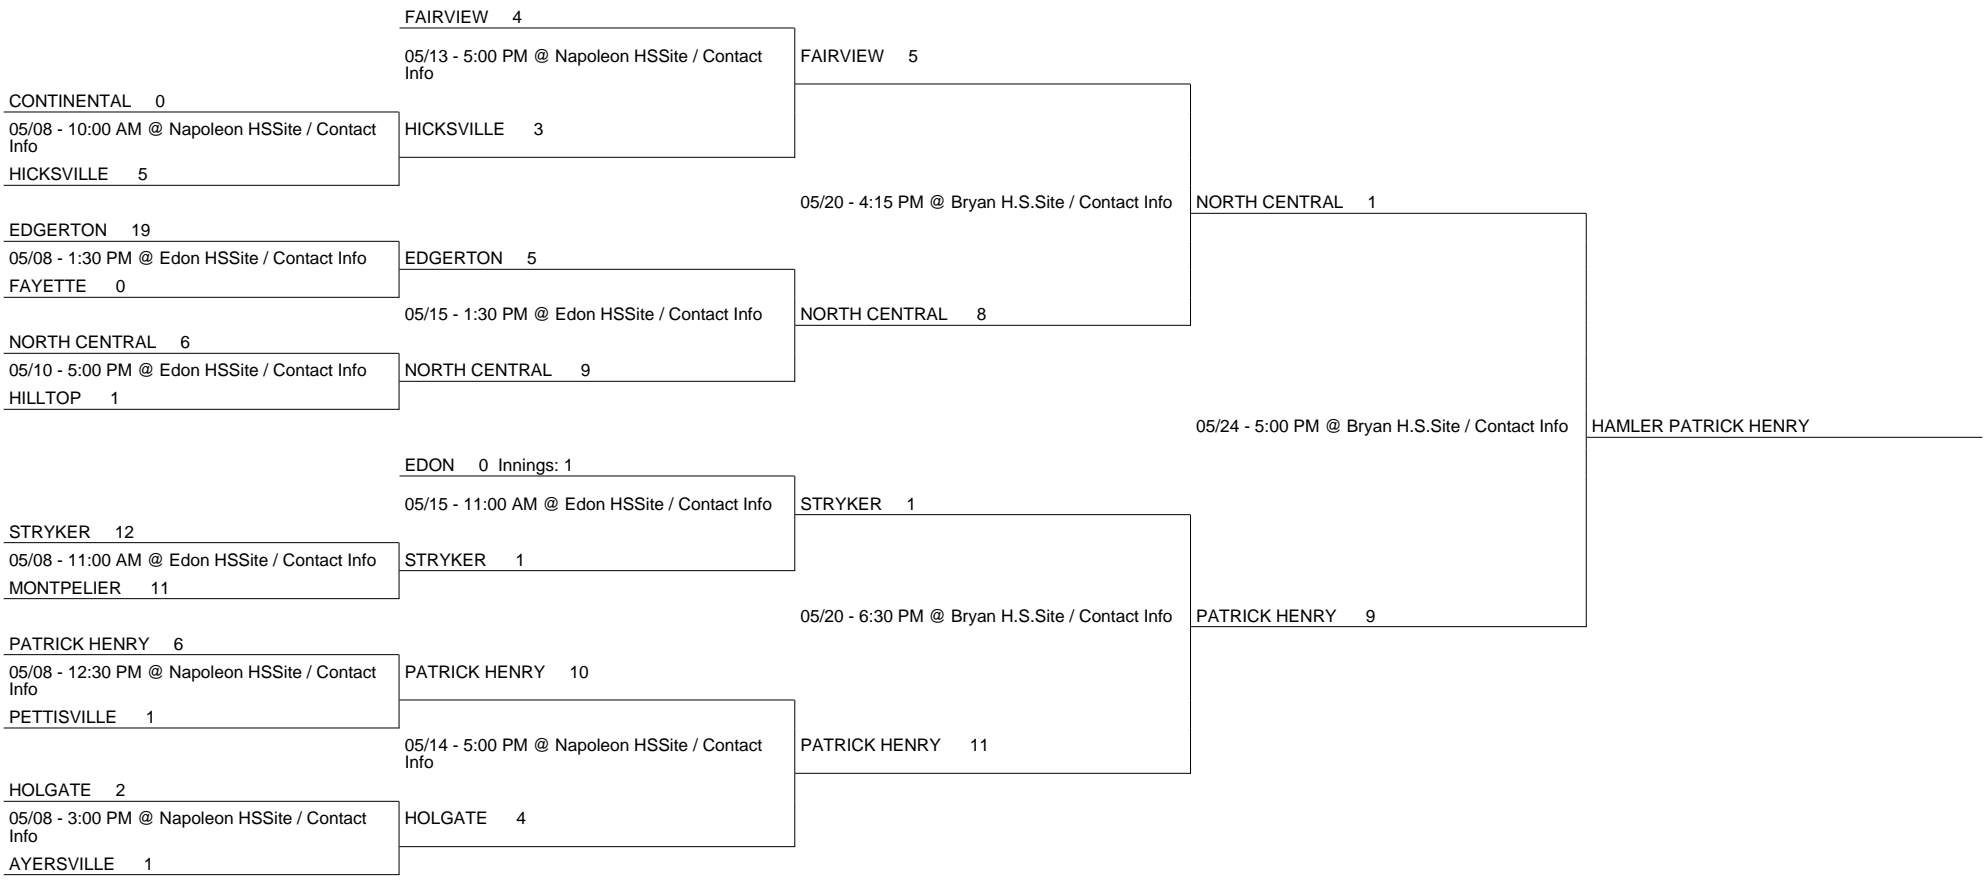 FAIRVIEW 4
05/13 - 5:00 PM @ Napoleon HSSite / Contact
Info
HICKSVILLE 3
CONTINENTAL 0
05/08 - 10:00 AM @ Napoleon HSSite / Contact
Info
HICKSVILLE 5
EDGERTON 19
05/08 - 1:30 PM @ Edon HSSite / Contact Info
FAYETTE 0
NORTH CENTRAL 6
05/10 - 5:00 PM @ Edon HSSite / Contact Info
HILLTOP 1
EDGERTON 5
05/15 - 1:30 PM @ Edon HSSite / Contact Info
NORTH CENTRAL 9
FAIRVIEW 5
05/20 - 4:15 PM @ Bryan H.S.Site / Contact Info
NORTH CENTRAL 8
EDON 0 Innings: 1
05/15 - 11:00 AM @ Edon HSSite / Contact Info
STRYKER 1
STRYKER 12
05/08 - 11:00 AM @ Edon HSSite / Contact Info
MONTPELIER 11
PATRICK HENRY 6
05/08 - 12:30 PM @ Napoleon HSSite / Contact
Info
PETTISVILLE 1
HOLGATE 2
05/08 - 3:00 PM @ Napoleon HSSite / Contact
Info
AYERSVILLE 1
PATRICK HENRY 10
05/14 - 5:00 PM @ Napoleon HSSite / Contact
Info
HOLGATE 4
STRYKER 1
05/20 - 6:30 PM @ Bryan H.S.Site / Contact Info
PATRICK HENRY 11
NORTH CENTRAL 1
05/24 - 5:00 PM @ Bryan H.S.Site / Contact Info
PATRICK HENRY 9
HAMLER PATRICK HENRY